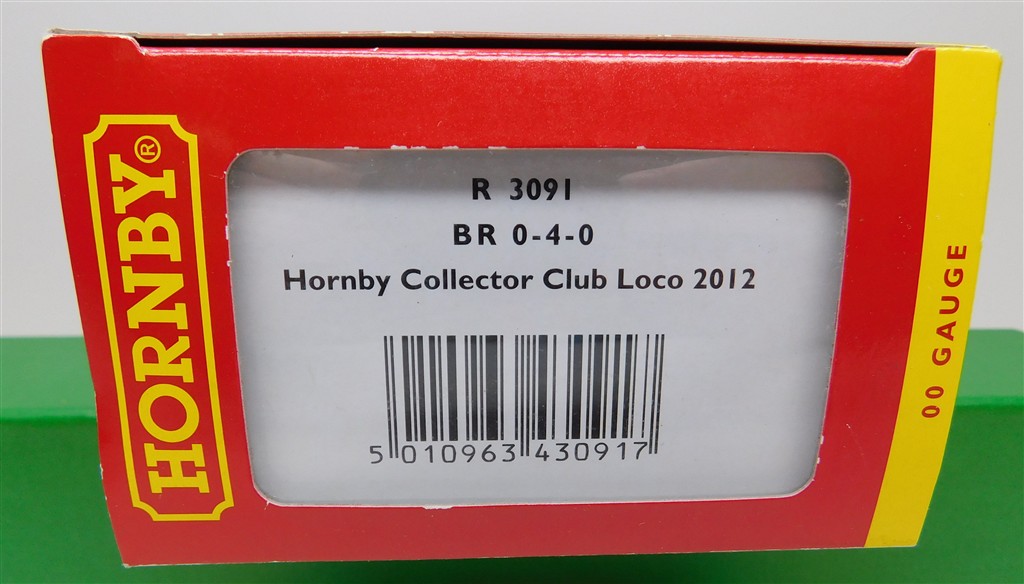 HORNBY®
R 3091
BR 0-4-0
Hornby Collector Club Loco 2012
5 010963 430917
00 GAUGE